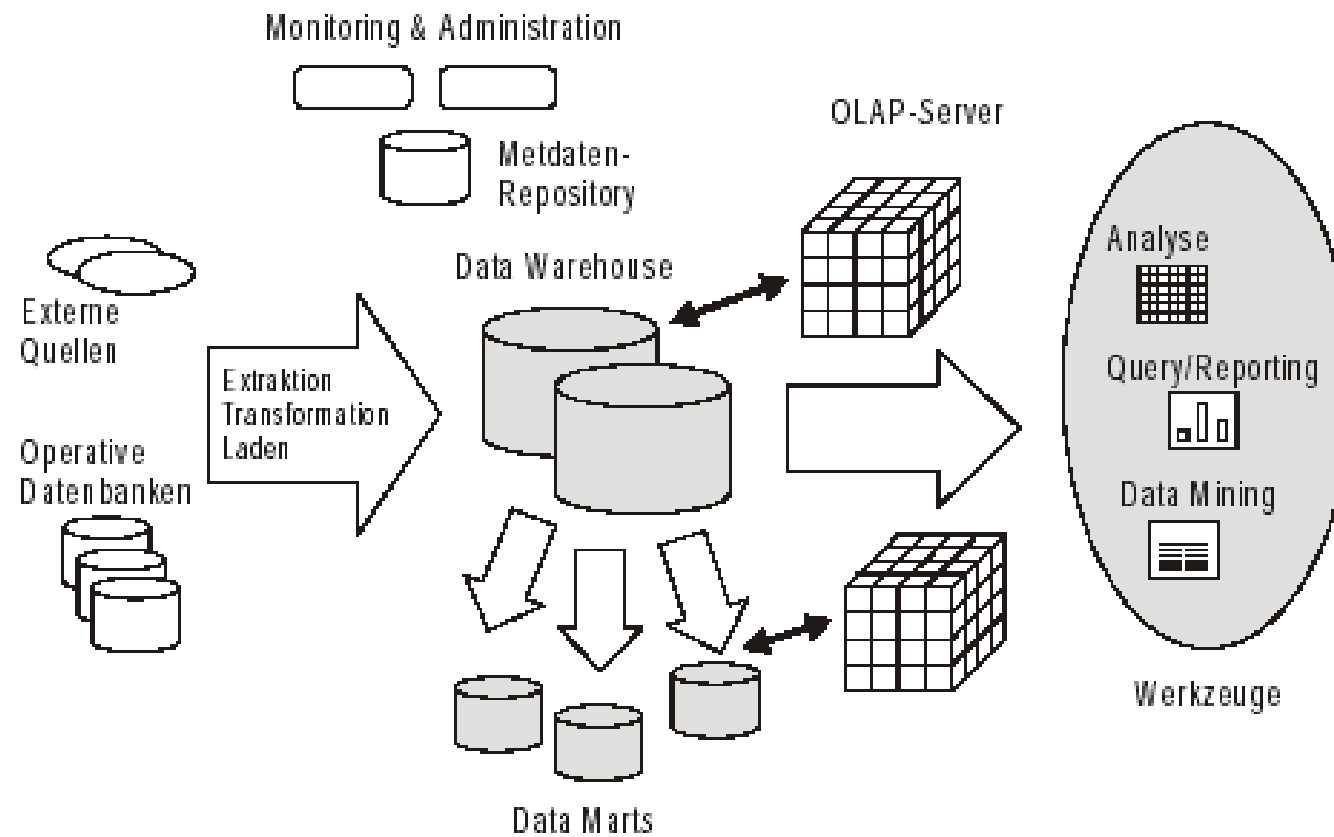 Monitoring & Administration
OLAP-Server
Metdaten-
Repository
Data Warehouse
Externe
Quellen
Extraktion
Transformation
Laden
Operative
Datenbanken
Analyse
Query/Reporting
Data Mining
Werkzeuge
Data Marts